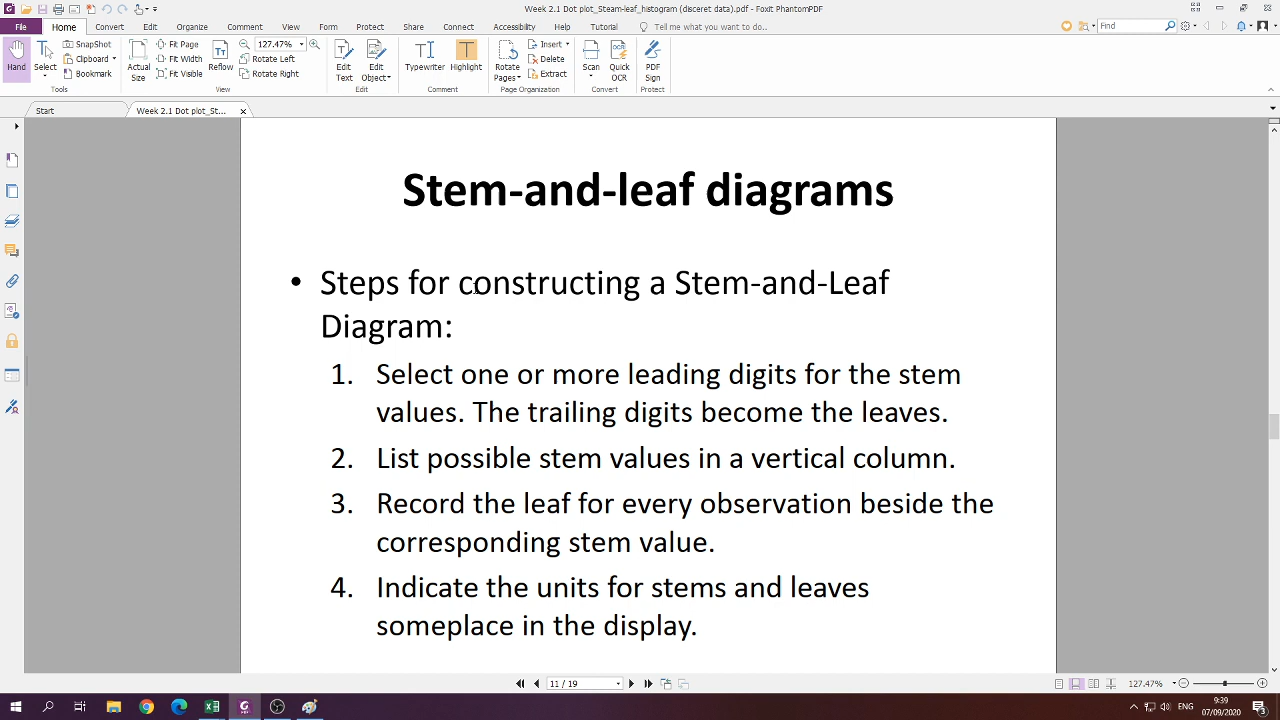 Week 2.1 Dot plot_Steam-leaf_histogram (disceret data).pdf - Foxit PhantomPDF
File Home Convert Edit Organize Comment View Form Protect Share Connect Accessibility Help Tutorial Tell me what you want to do... Find
Hand Select SnapShot Clipboard Bookmark
Actual Size Fit Page Fit Width Fit Visible Reflow 127.47% Rotate Left Rotate Right
Edit Text Edit Object Typewriter Highlight Rotate Pages Insert Delete Extract Scan Quick OCR PDF Sign
Tools View Edit Comment Page Organization Convert Protect
Start Week 2.1 Dot plot_St...
Stem-and-leaf diagrams
• Steps for constructing a Stem-and-Leaf
Diagram:
1. Select one or more leading digits for the stem
values. The trailing digits become the leaves.
2. List possible stem values in a vertical column.
3. Record the leaf for every observation beside the
corresponding stem value.
4. Indicate the units for stems and leaves
someplace in the display.
11 / 19 127.47%
ENG 9:39
07/09/2020